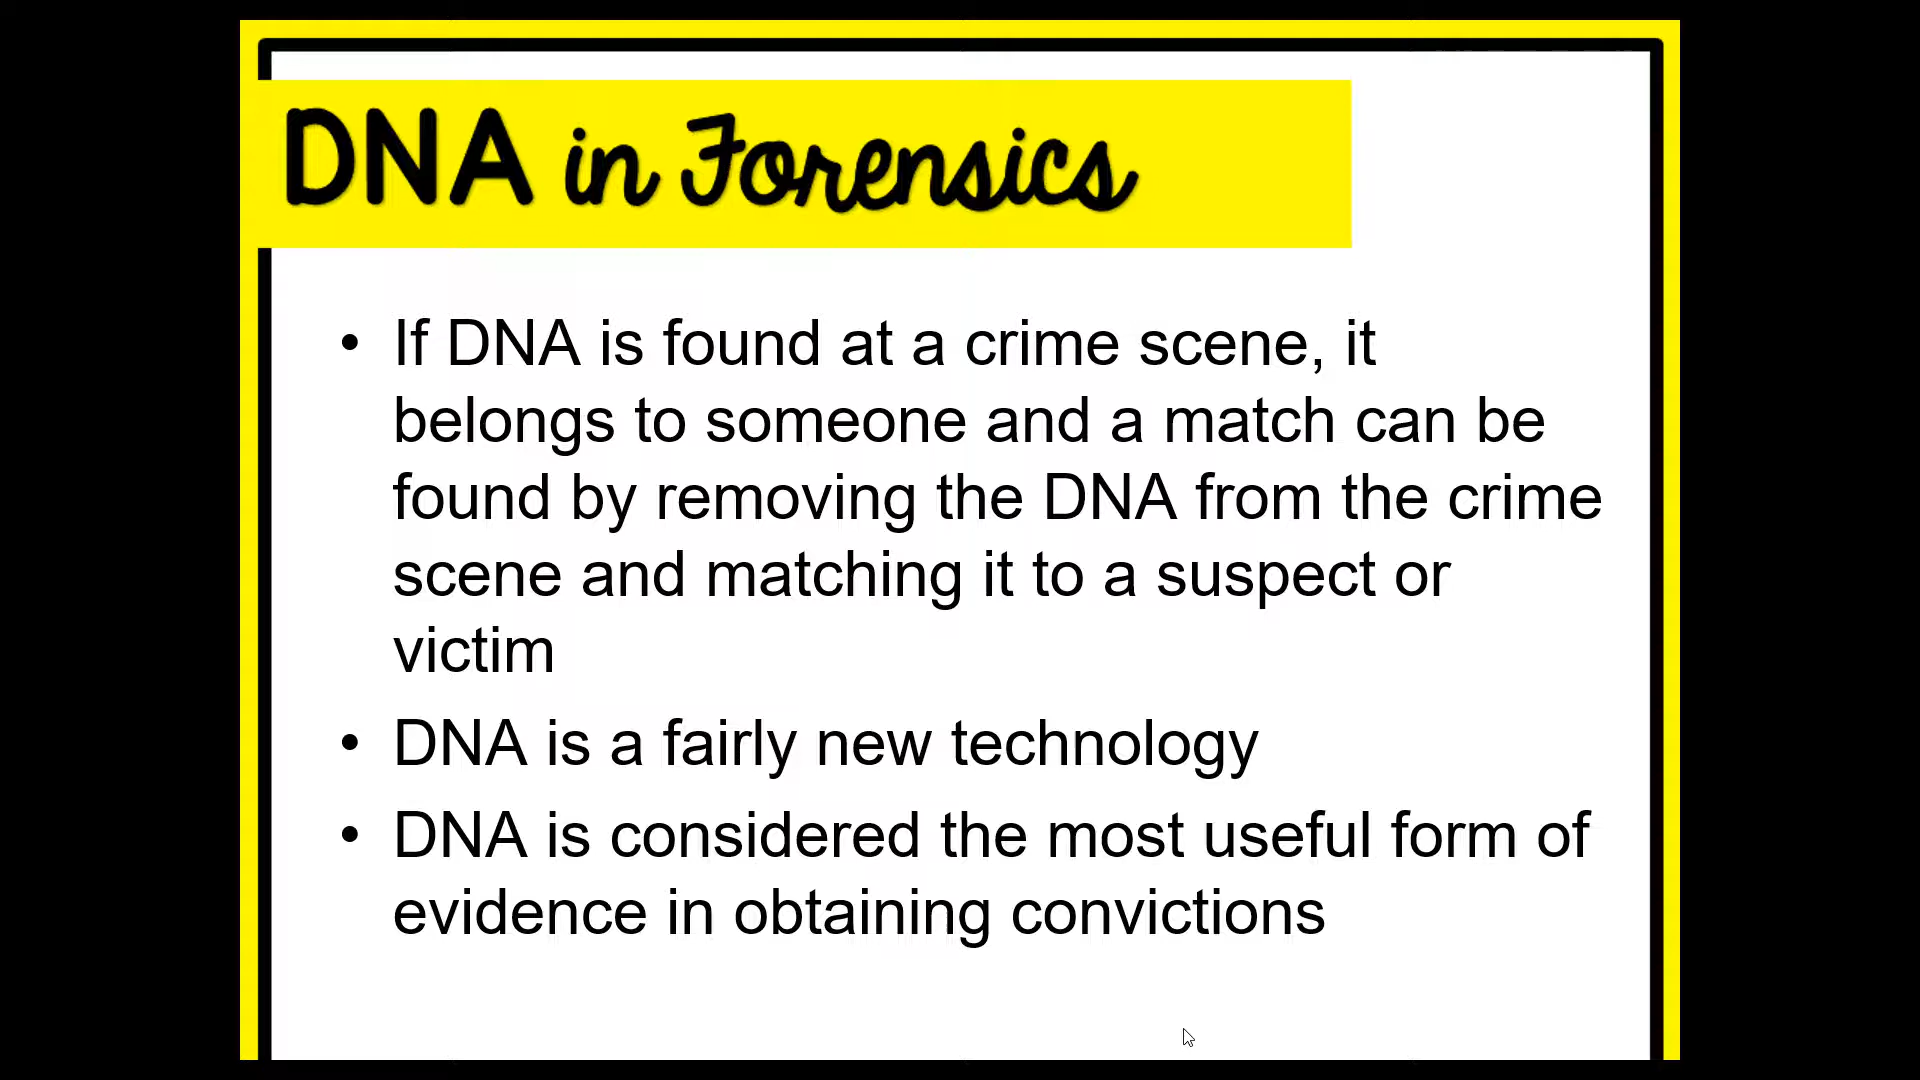 DNA in Forensics
• If DNA is found at a crime scene, it
belongs to someone and a match can be
found by removing the DNA from the crime
scene and matching it to a suspect or
victim
• DNA is a fairly new technology
• DNA is considered the most useful form of
evidence in obtaining convictions